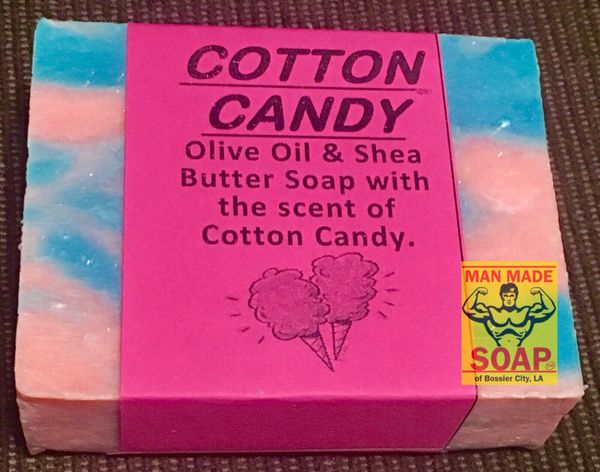 COTTON
CANDY
Olive Oil & Shea
Butter Soap with
the scent of
Cotton Candy.
MAN MADE
SOAP
of Bossier City, LA